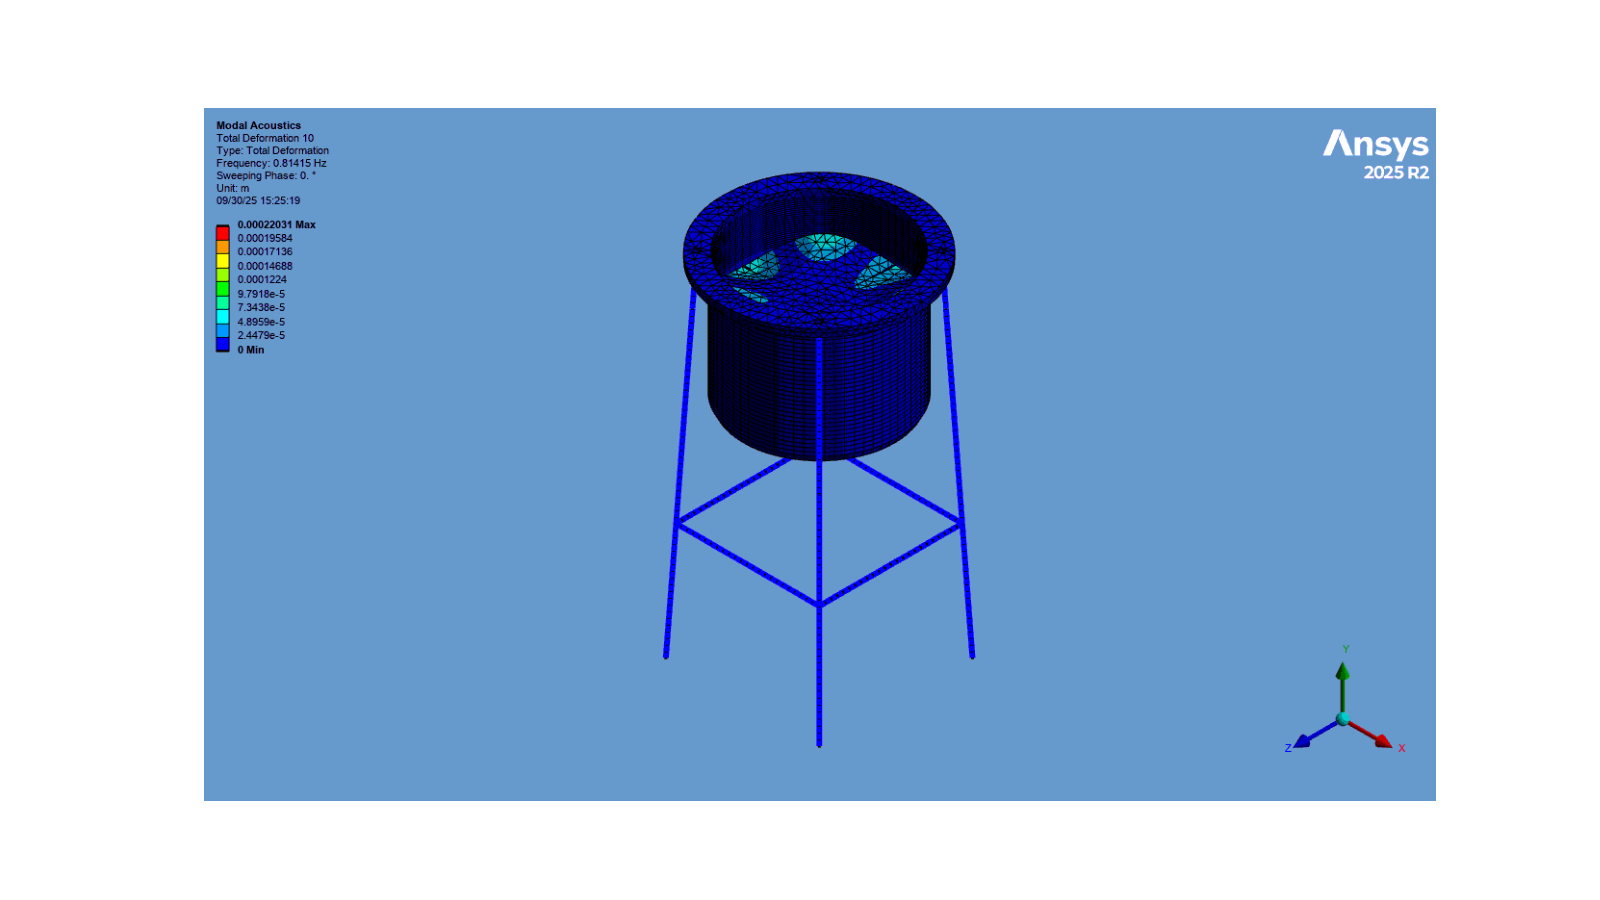 Modal Acoustics
Total Deformation 10
Type: Total Deformation
Frequency: 0.81415 Hz
Sweeping Phase: 0. °
Unit: m
09/30/25 15:25:19
0.00022031 Max
0.00019584
0.00017136
0.00014688
0.0001224
9.7918e-5
7.3438e-5
4.8959e-5
2.4479e-5
0 Min
Ansys
2025 R2
Y
Z
X